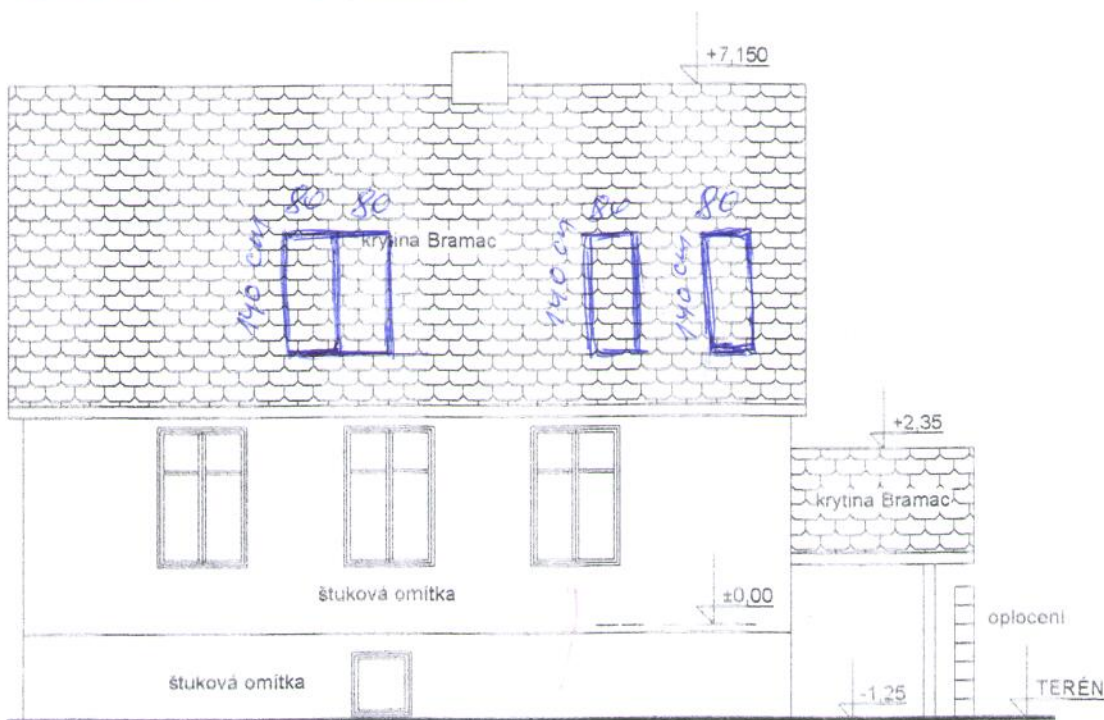 +7,150
80 80 80 80
krytina Bramac
140 cm 140 cm 140 cm
+2,35
krytina Bramac
štuková omítka
±0,00
oplocení
štuková omítka
-1,25
TERÉN